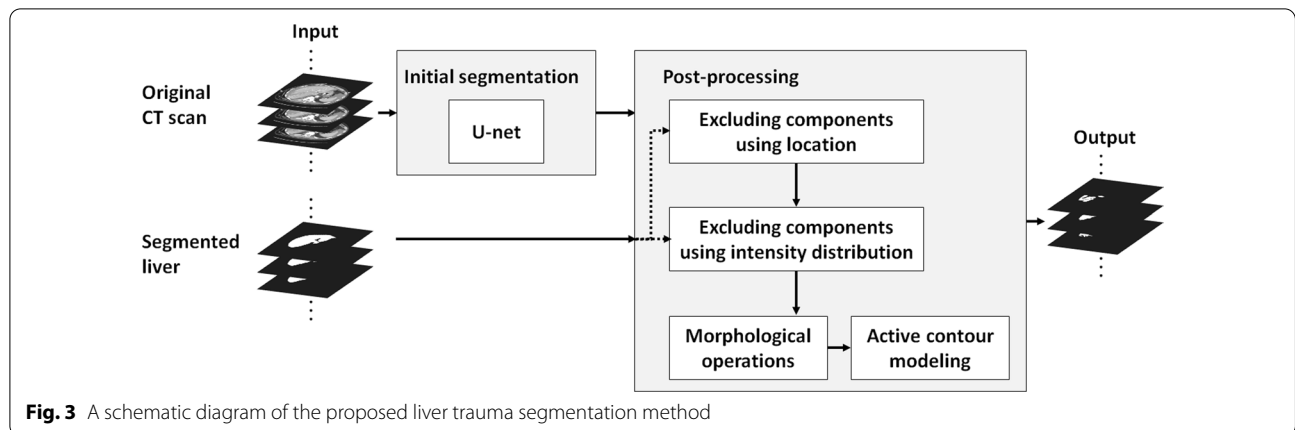 Input
Original
CT scan
Initial segmentation
U-net
Post-processing
Excluding components
using location
Output
Segmented
liver
Excluding components
using intensity distribution
Morphological
operations
Active contour
modeling
Fig. 3 A schematic diagram of the proposed liver trauma segmentation method